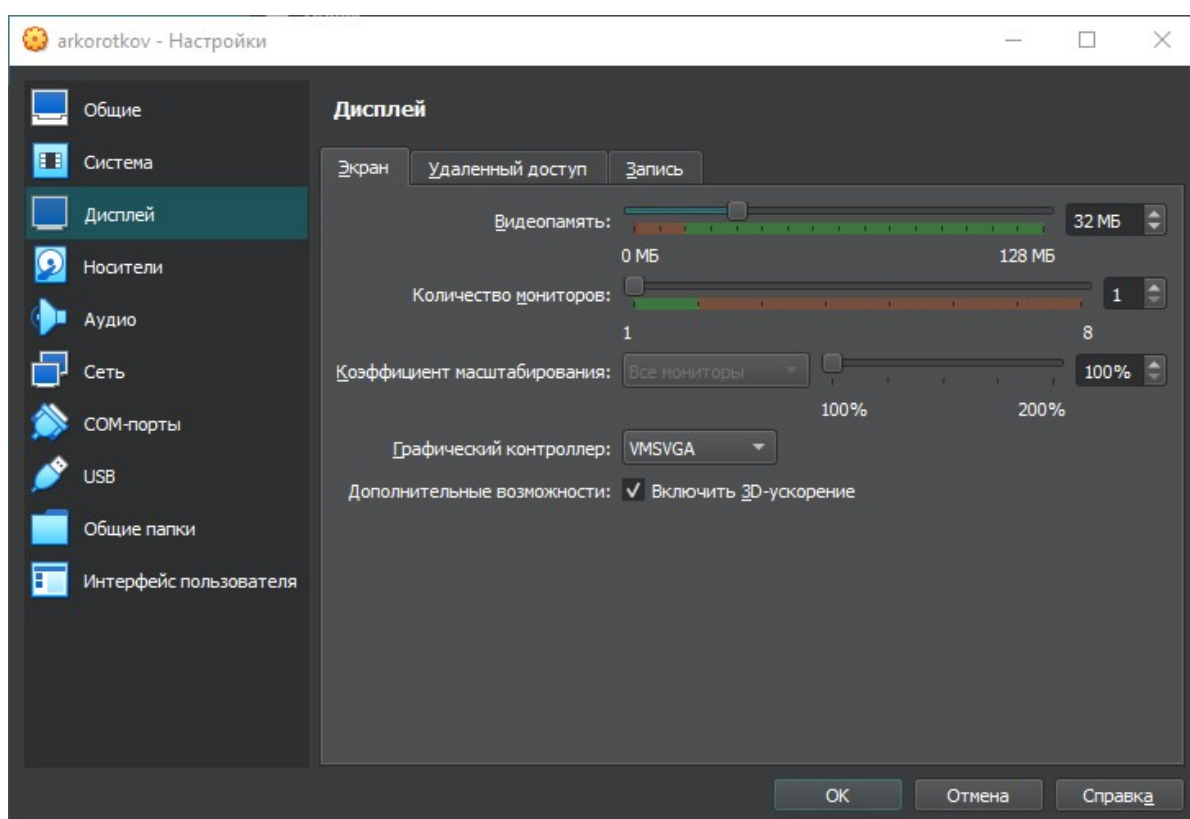 arkorotkov - Настройки
Общие
Система
Дисплей
Носители
Аудио
Сеть
COM-порты
USB
Общие папки
Интерфейс пользователя
Дисплей
Экран Удаленный доступ Запись
Видеопамять: 32 МБ
0 МБ 128 МБ
Количество мониторов: 1
1 8
Коэффициент масштабирования: Все мониторы 100%
100% 200%
Графический контроллер: VMSVGA
Дополнительные возможности: Включить 3D-ускорение
OK Отмена Справка